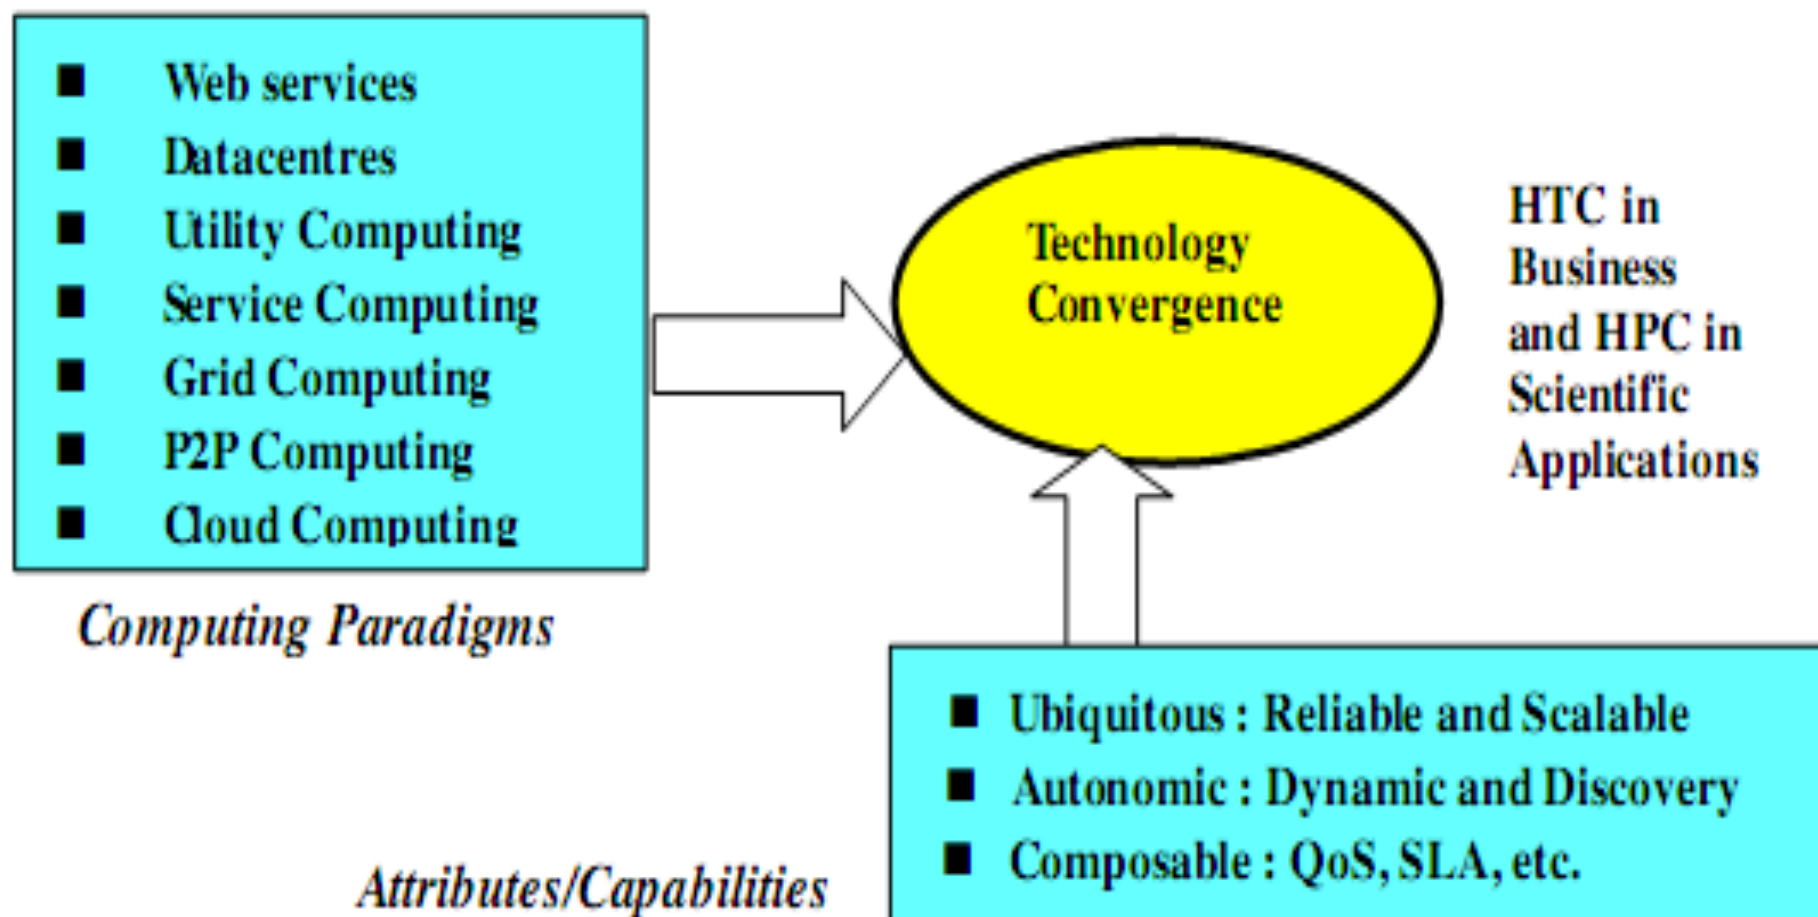 Web services
Datacentres
Utility Computing
Service Computing
Grid Computing
P2P Computing
Cloud Computing
Computing Paradigms
Technology
Convergence
HTC in
Business
and HPC in
Scientific
Applications
Ubiquitous : Reliable and Scalable
Autonomic : Dynamic and Discovery
Composable : QoS, SLA, etc.
Attributes/Capabilities